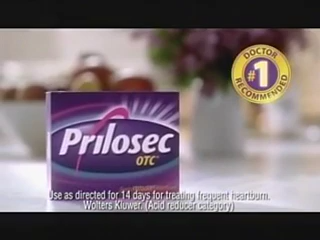 DOCTOR
#1
RECOMMENDED
Prilosec
OTC
Use as directed for 14 days for treating frequent heartburn.
Wolters Kluwer. (Acid reducer category)